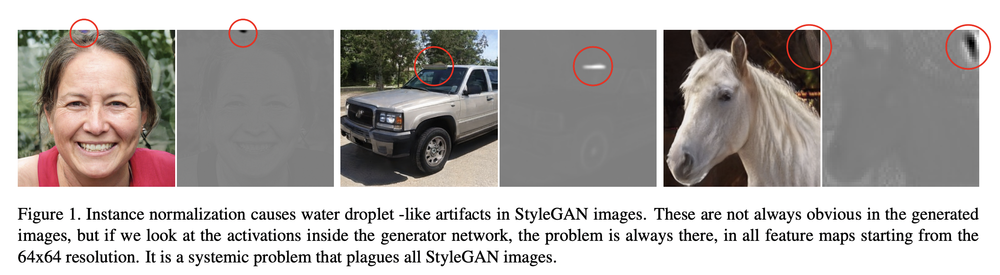 Figure 1. Instance normalization causes water droplet -like artifacts in StyleGAN images. These are not always obvious in the generated
images, but if we look at the activations inside the generator network, the problem is always there, in all feature maps starting from the
64x64 resolution. It is a systemic problem that plagues all StyleGAN images.